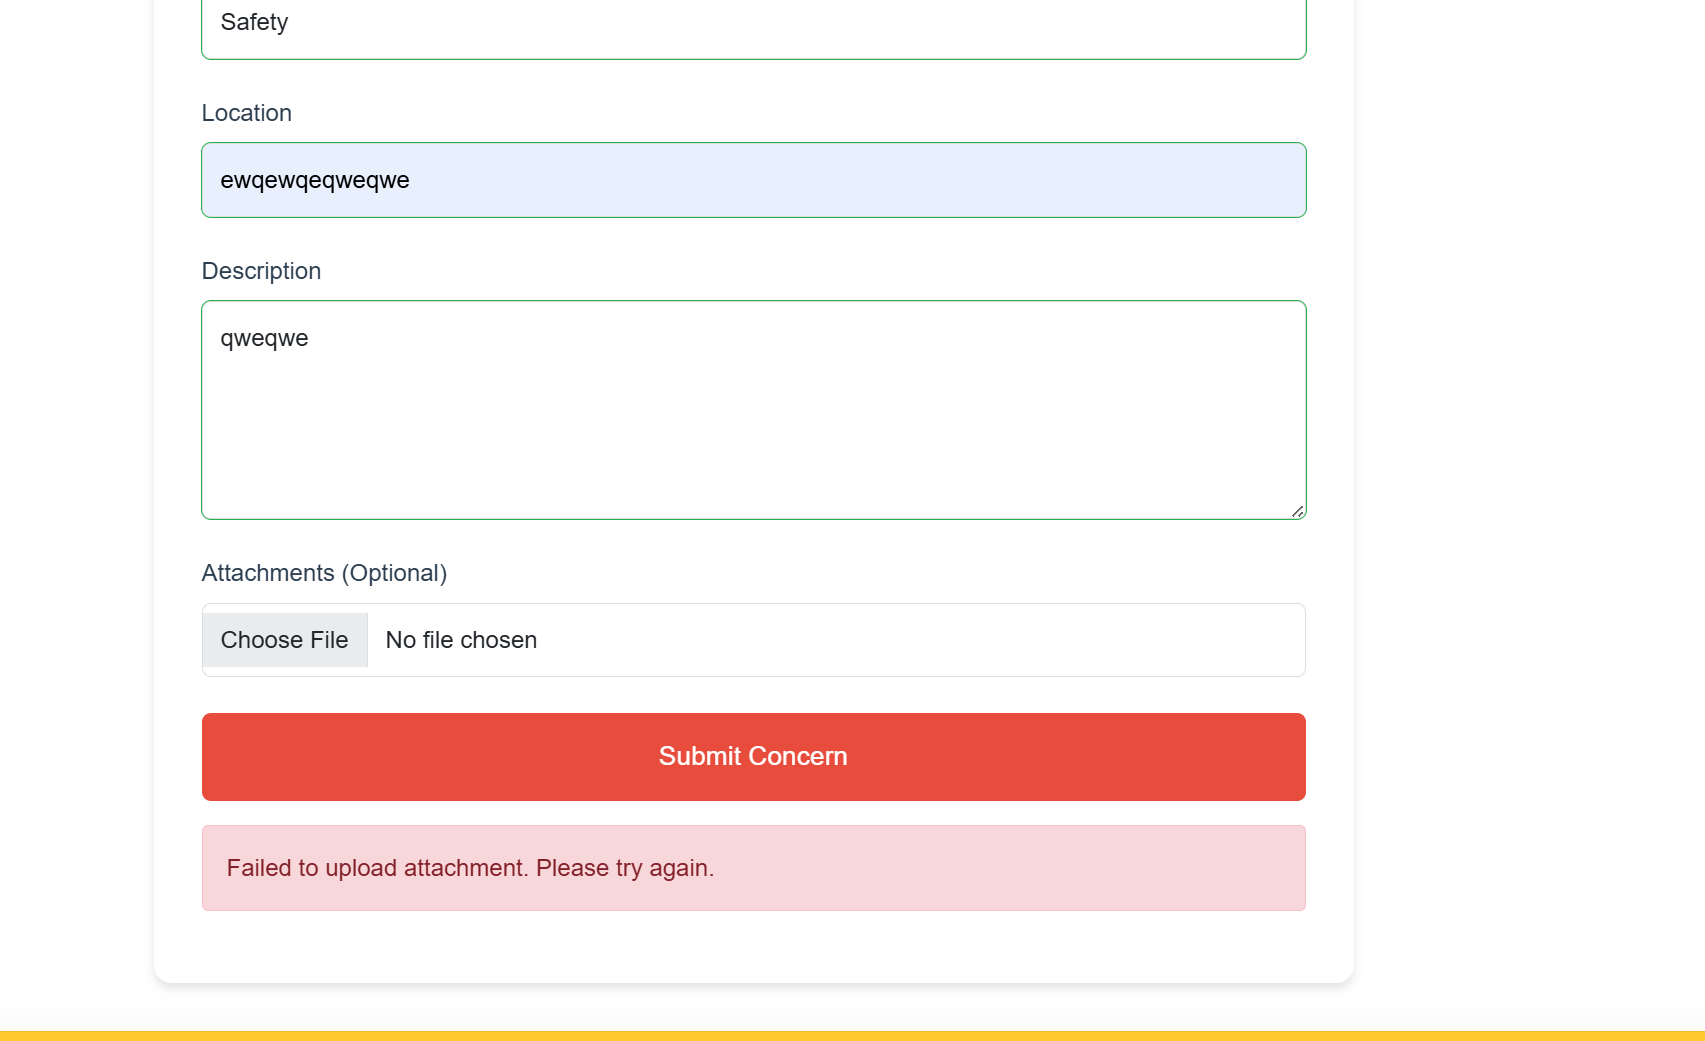 Safety
Location
ewqewqeqweqwe
Description
qweqwe
Attachments (Optional)
Choose File No file chosen
Submit Concern
Failed to upload attachment. Please try again.